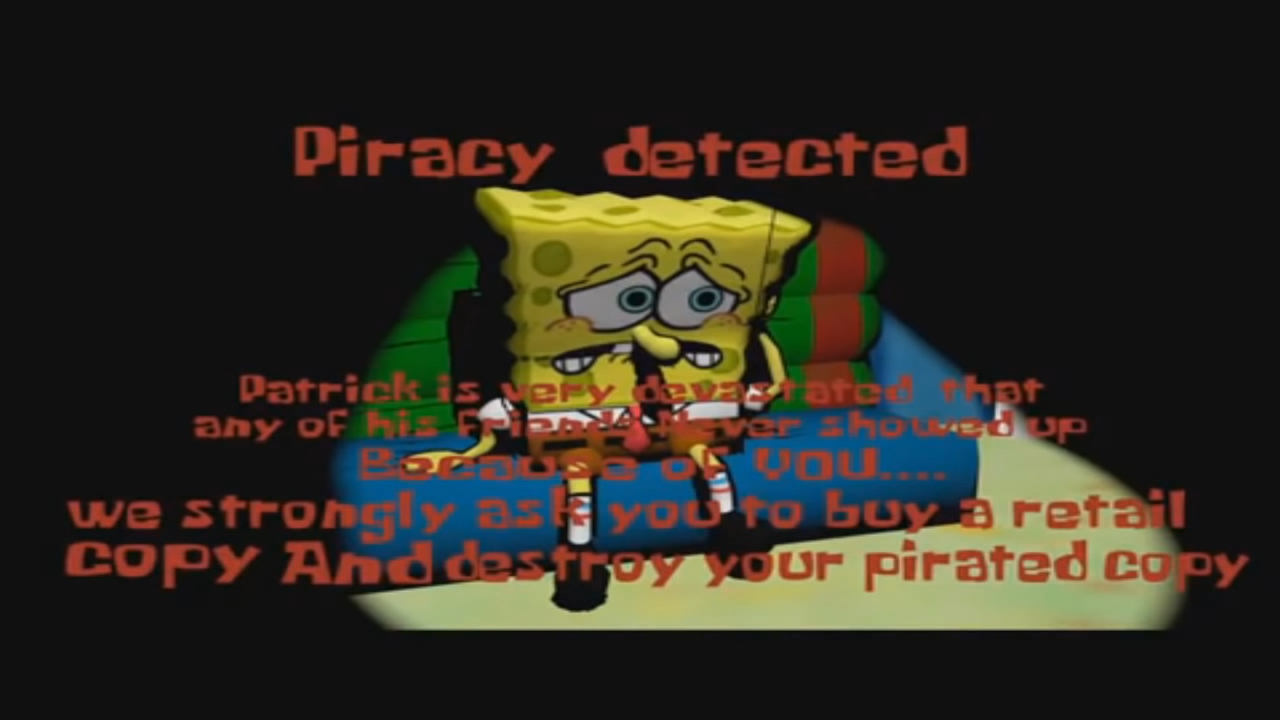 Piracy detected
Patrick is very devastated that
any of his friends Never showed up
Because of YOU....
we strongly ask you to buy a retail
copy And destroy your pirated copy